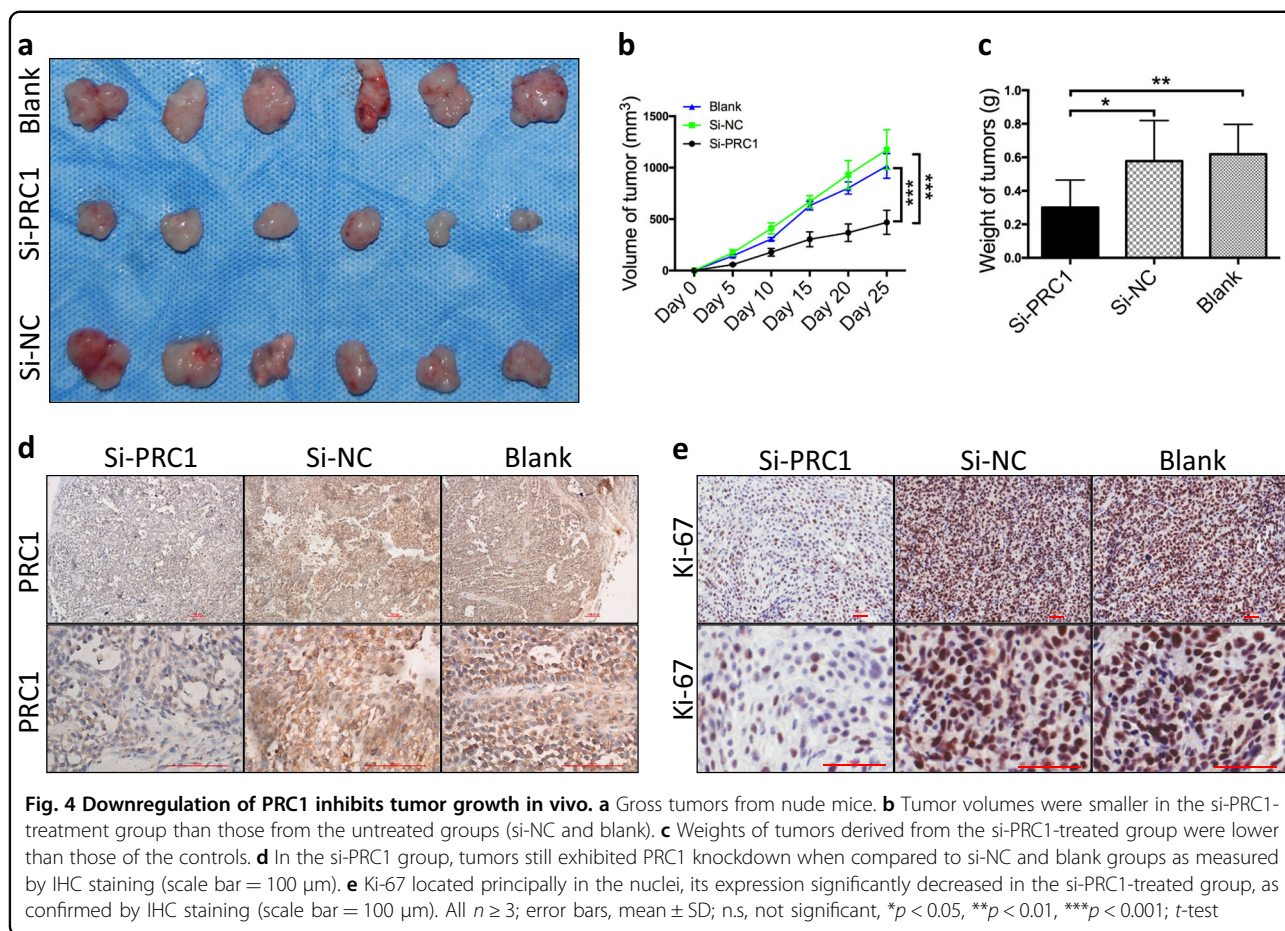 a
Blank
Si-PRC1
Si-NC
b
Blank
Si-NC
Si-PRC1
Volume of tumor (mm³)
1500
1000
500
0
Day 0
Day 5
Day 10
Day 15
Day 20
Day 25
***
***
c
Weight of tumors (g)
1.0
0.8
0.6
0.4
0.2
0.0
*
**
Si-PRC1
Si-NC
Blank
d
Si-PRC1 Si-NC Blank
PRC1
PRC1
e
Si-PRC1 Si-NC Blank
Ki-67
Ki-67
Fig. 4 Downregulation of PRC1 inhibits tumor growth in vivo. a Gross tumors from nude mice. b Tumor volumes were smaller in the si-PRC1-
treatment group than those from the untreated groups (si-NC and blank). c Weights of tumors derived from the si-PRC1-treated group were lower
than those of the controls. d In the si-PRC1 group, tumors still exhibited PRC1 knockdown when compared to si-NC and blank groups as measured
by IHC staining (scale bar = 100 μm). e Ki-67 located principally in the nuclei, its expression significantly decreased in the si-PRC1-treated group, as
confirmed by IHC staining (scale bar = 100 μm). All n ≥ 3; error bars, mean ± SD; n.s, not significant, *p < 0.05, **p < 0.01, ***p < 0.001; t-test